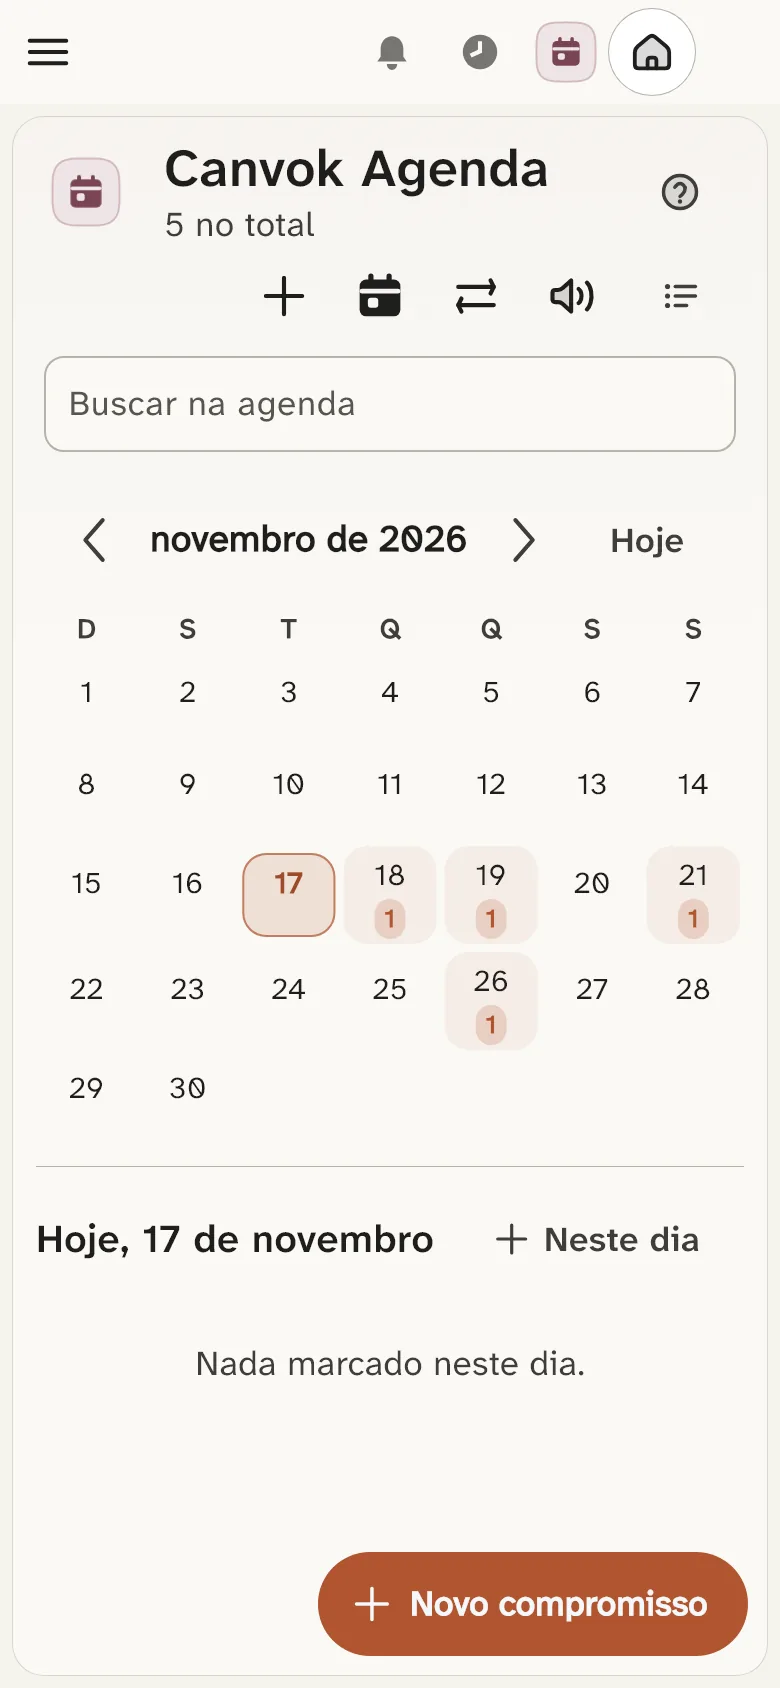 Canvok Agenda
5 no total
Buscar na agenda
novembro de 2026
Hoje
D S T Q Q S S
1 2 3 4 5 6 7
8 9 10 11 12 13 14
15 16 17 18 19 20 21
1 1 1
22 23 24 25 26 27 28
1
29 30
Hoje, 17 de novembro
Neste dia
Nada marcado neste dia.
Novo compromisso